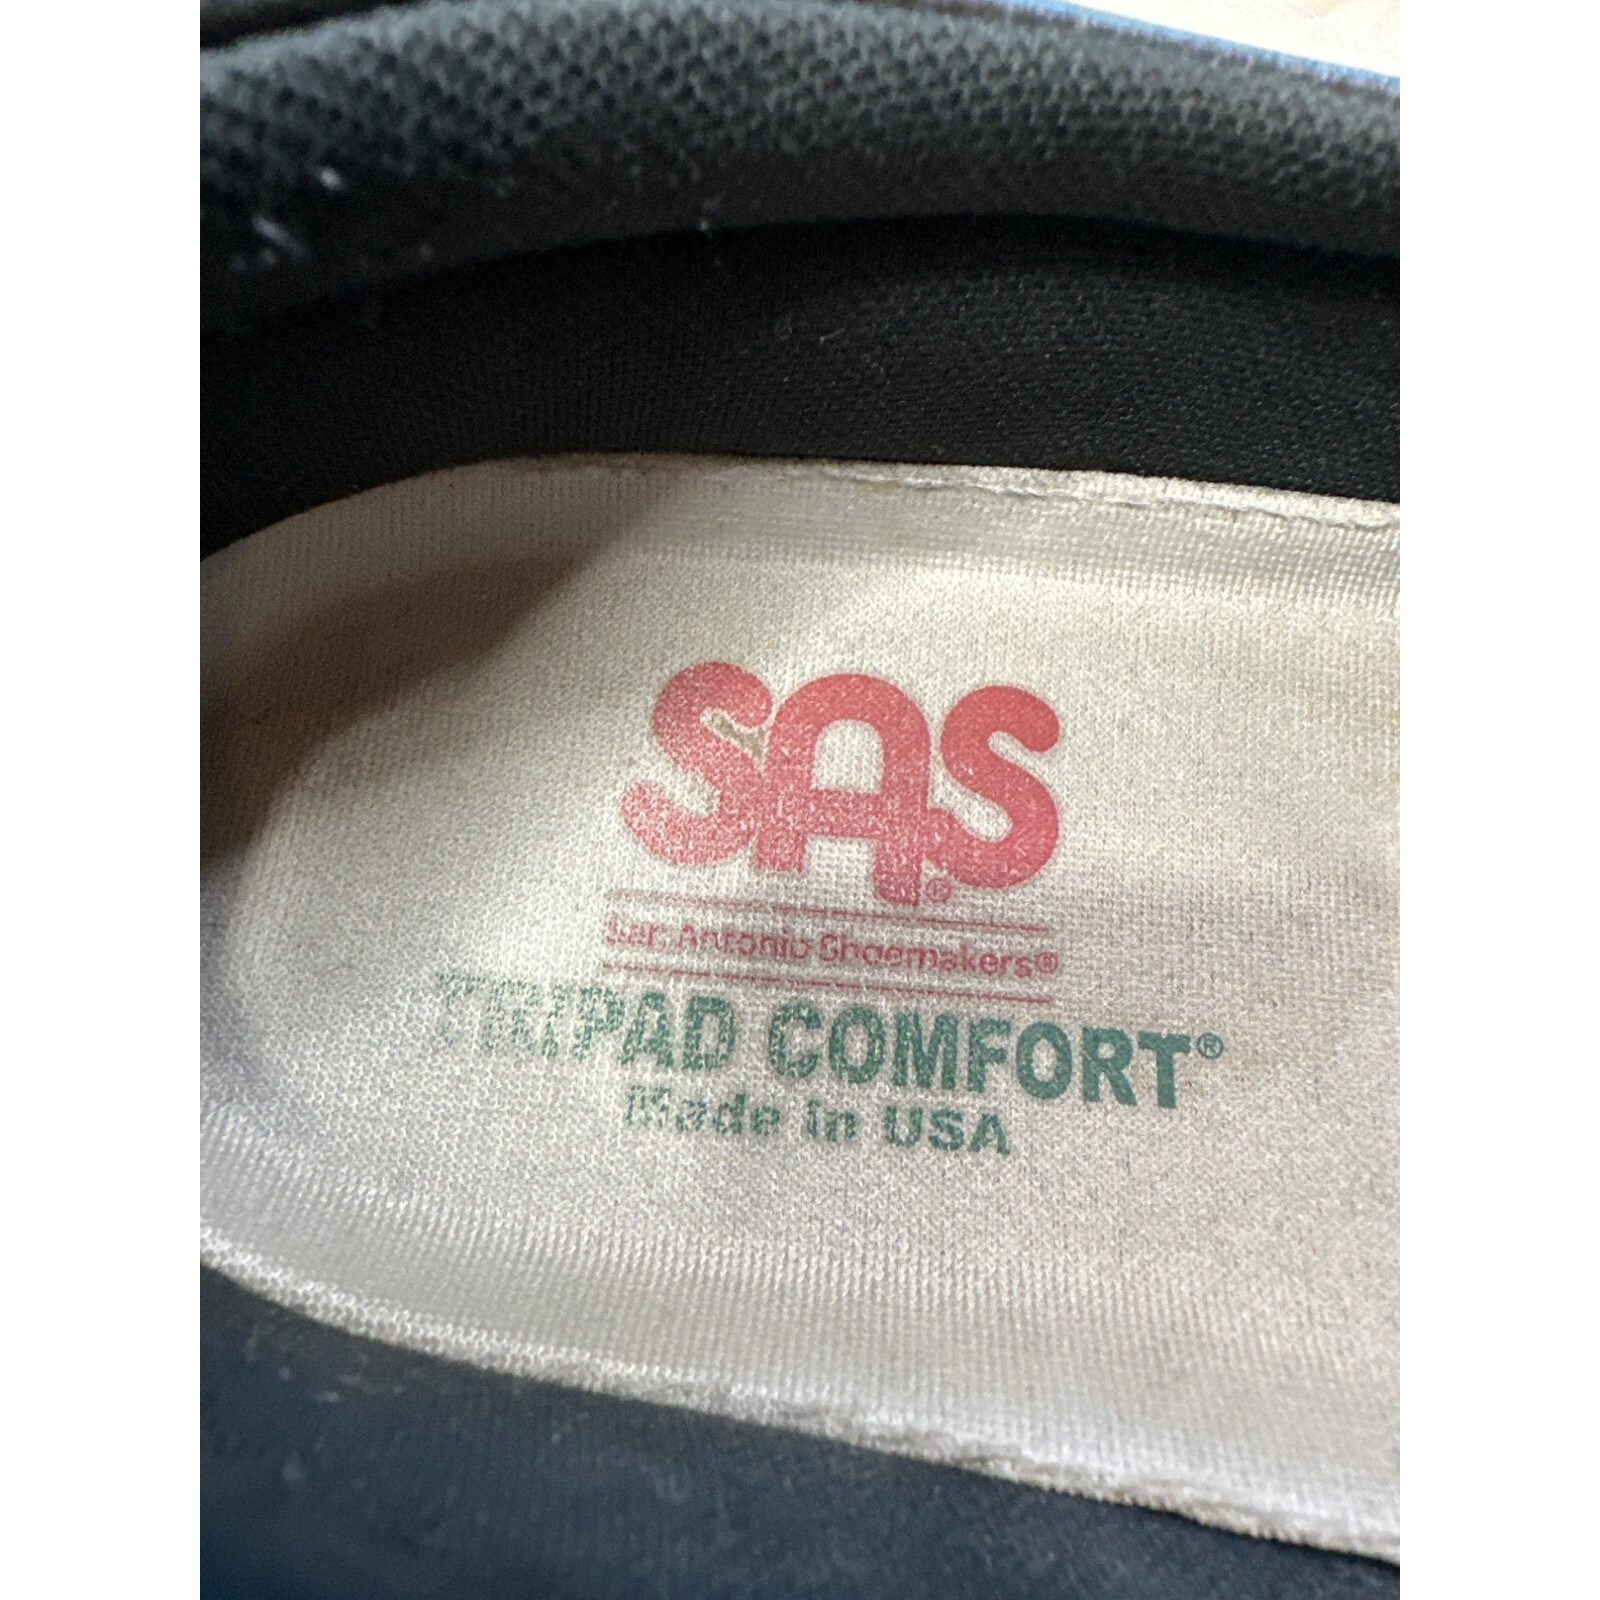 SAS®
San Antonio Shoemakers®
TRIPAD COMFORT®
Made in USA